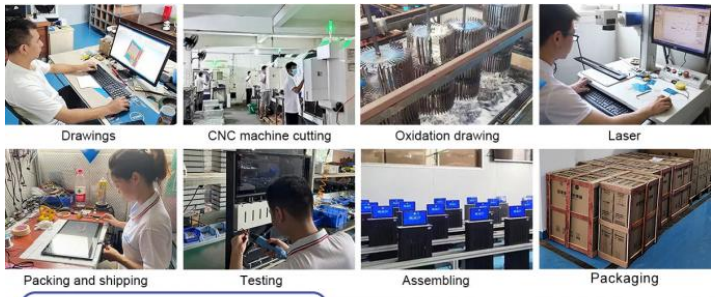 Drawings
CNC machine cutting
Oxidation drawing
Laser
Packing and shipping
Testing
Assembling
Packaging